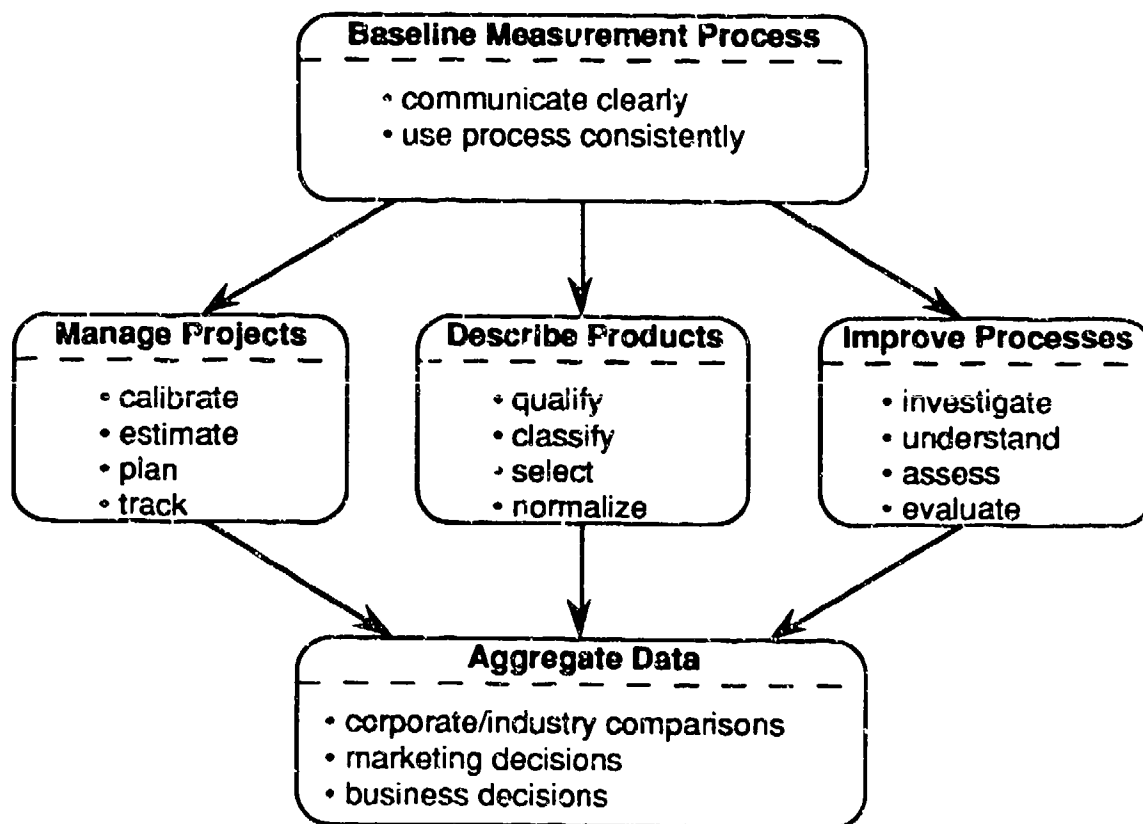 Baseline Measurement Process
• communicate clearly
• use process consistently
Manage Projects
• calibrate
• estimate
• plan
• track
Describe Products
• qualify
• classify
• select
• normalize
Improve Processes
• investigate
• understand
• assess
• evaluate
Aggregate Data
• corporate/industry comparisons
• marketing decisions
• business decisions